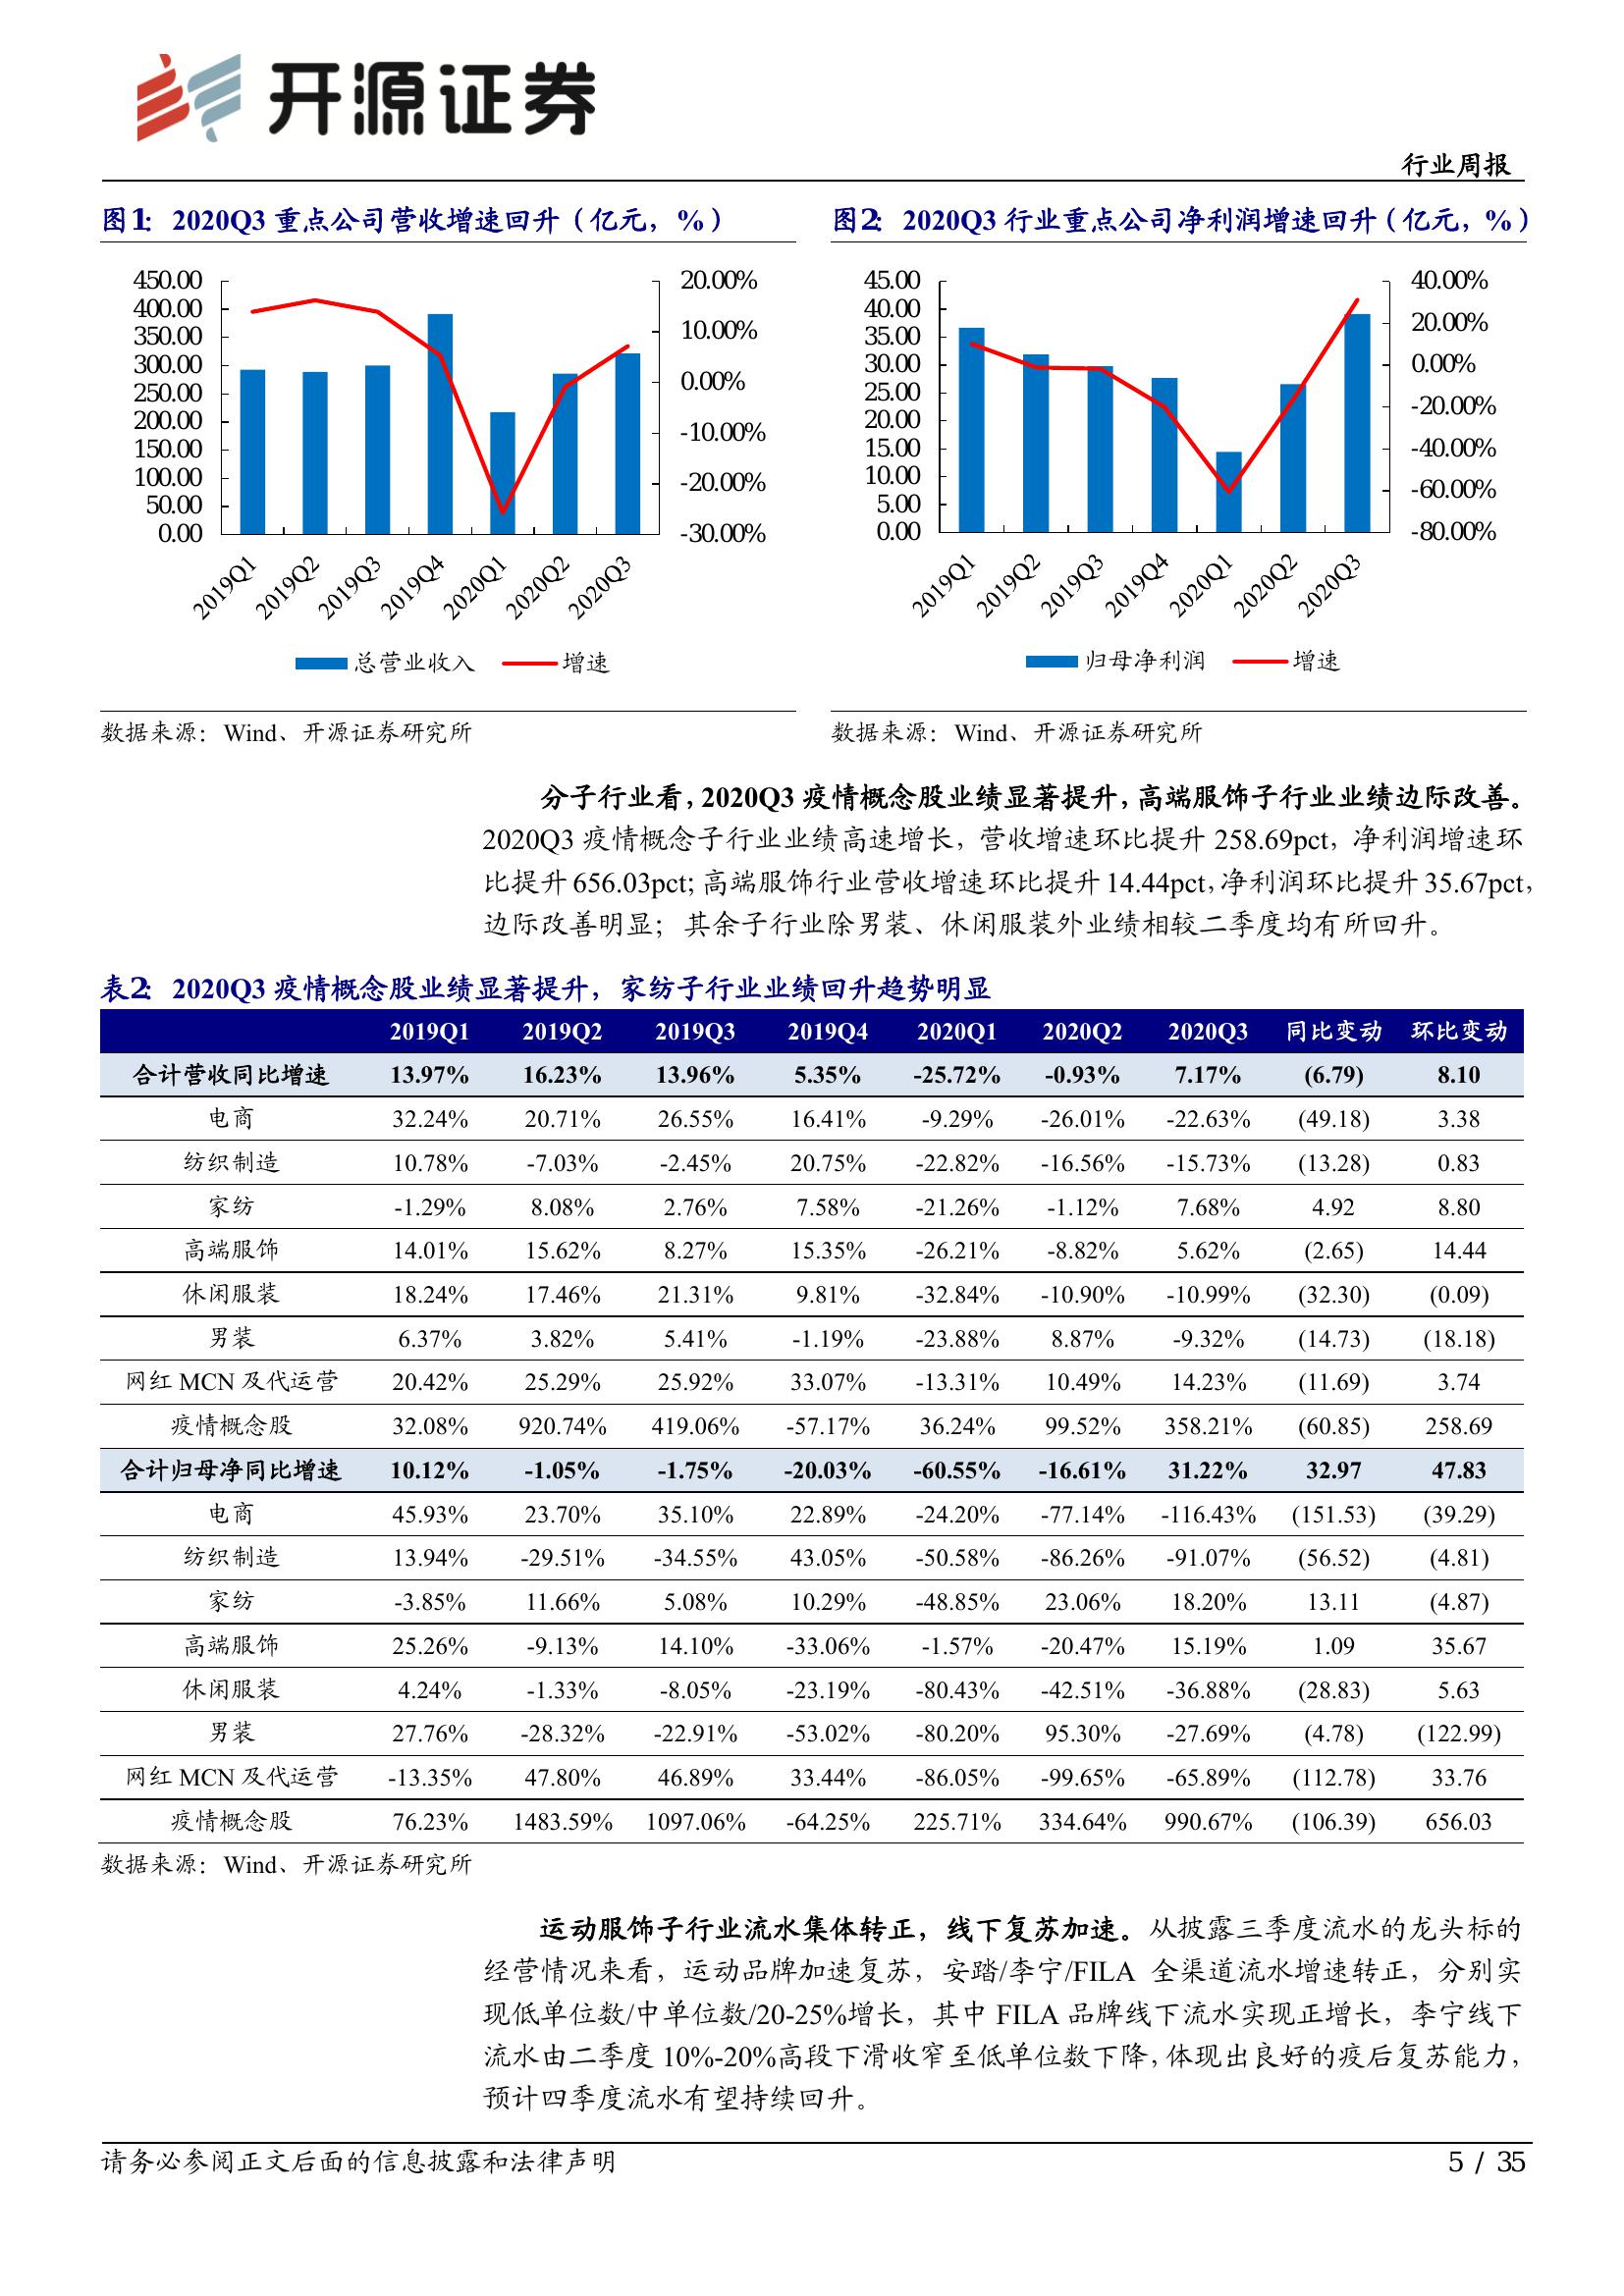 开源证券
行业周报
图1： 2020Q3 重点公司营收增速回升（亿元，%）
450.00
400.00
350.00
300.00
250.00
200.00
150.00
100.00
50.00
0.00
20.00%
10.00%
0.00%
-10.00%
-20.00%
-30.00%
2019Q1 2019Q2 2019Q3 2019Q4 2020Q1 2020Q2 2020Q3
总营业收入 增速
数据来源：Wind、开源证券研究所
图2： 2020Q3 行业重点公司净利润增速回升（亿元，%）
45.00
40.00
35.00
30.00
25.00
20.00
15.00
10.00
5.00
0.00
40.00%
20.00%
0.00%
-20.00%
-40.00%
-60.00%
-80.00%
2019Q1 2019Q2 2019Q3 2019Q4 2020Q1 2020Q2 2020Q3
归母净利润 增速
数据来源：Wind、开源证券研究所
分子行业看，2020Q3 疫情概念股业绩显著提升，高端服饰子行业业绩边际改善。
2020Q3 疫情概念子行业业绩高速增长，营收增速环比提升 258.69pct，净利润增速环
比提升 656.03pct；高端服饰行业营收增速环比提升 14.44pct，净利润环比提升 35.67pct，
边际改善明显；其余子行业除男装、休闲服装外业绩相较二季度均有所回升。
表2： 2020Q3 疫情概念股业绩显著提升，家纺子行业业绩回升趋势明显
2019Q1 2019Q2 2019Q3 2019Q4 2020Q1 2020Q2 2020Q3 同比变动 环比变动
合计营收同比增速 13.97% 16.23% 13.96% 5.35% -25.72% -0.93% 7.17% (6.79) 8.10
电商 32.24% 20.71% 26.55% 16.41% -9.29% -26.01% -22.63% (49.18) 3.38
纺织制造 10.78% -7.03% -2.45% 20.75% -22.82% -16.56% -15.73% (13.28) 0.83
家纺 -1.29% 8.08% 2.76% 7.58% -21.26% -1.12% 7.68% 4.92 8.80
高端服饰 14.01% 15.62% 8.27% 15.35% -26.21% -8.82% 5.62% (2.65) 14.44
休闲服装 18.24% 17.46% 21.31% 9.81% -32.84% -10.90% -10.99% (32.30) (0.09)
男装 6.37% 3.82% 5.41% -1.19% -23.88% 8.87% -9.32% (14.73) (18.18)
网红 MCN 及代运营 20.42% 25.29% 25.92% 33.07% -13.31% 10.49% 14.23% (11.69) 3.74
疫情概念股 32.08% 920.74% 419.06% -57.17% 36.24% 99.52% 358.21% (60.85) 258.69
合计归母净同比增速 10.12% -1.05% -1.75% -20.03% -60.55% -16.61% 31.22% 32.97 47.83
电商 45.93% 23.70% 35.10% 22.89% -24.20% -77.14% -116.43% (151.53) (39.29)
纺织制造 13.94% -29.51% -34.55% 43.05% -50.58% -86.26% -91.07% (56.52) (4.81)
家纺 -3.85% 11.66% 5.08% 10.29% -48.85% 23.06% 18.20% 13.11 (4.87)
高端服饰 25.26% -9.13% 14.10% -33.06% -1.57% -20.47% 15.19% 1.09 35.67
休闲服装 4.24% -1.33% -8.05% -23.19% -80.43% -42.51% -36.88% (28.83) 5.63
男装 27.76% -28.32% -22.91% -53.02% -80.20% 95.30% -27.69% (4.78) (122.99)
网红 MCN 及代运营 -13.35% 47.80% 46.89% 33.44% -86.05% -99.65% -65.89% (112.78) 33.76
疫情概念股 76.23% 1483.59% 1097.06% -64.25% 225.71% 334.64% 990.67% (106.39) 656.03
数据来源：Wind、开源证券研究所
运动服饰子行业流水集体转正，线下复苏加速。从披露三季度流水的龙头标的
经营情况来看，运动品牌加速复苏，安踏/李宁/FILA 全渠道流水增速转正，分别实
现低单位数/中单位数/20-25%增长，其中 FILA 品牌线下流水实现正增长，李宁线下
流水由二季度 10%-20%高段下滑收窄至低单位数下降，体现出良好的疫后复苏能力，
预计四季度流水有望持续回升。
请务必参阅正文后面的信息披露和法律声明 5 / 35